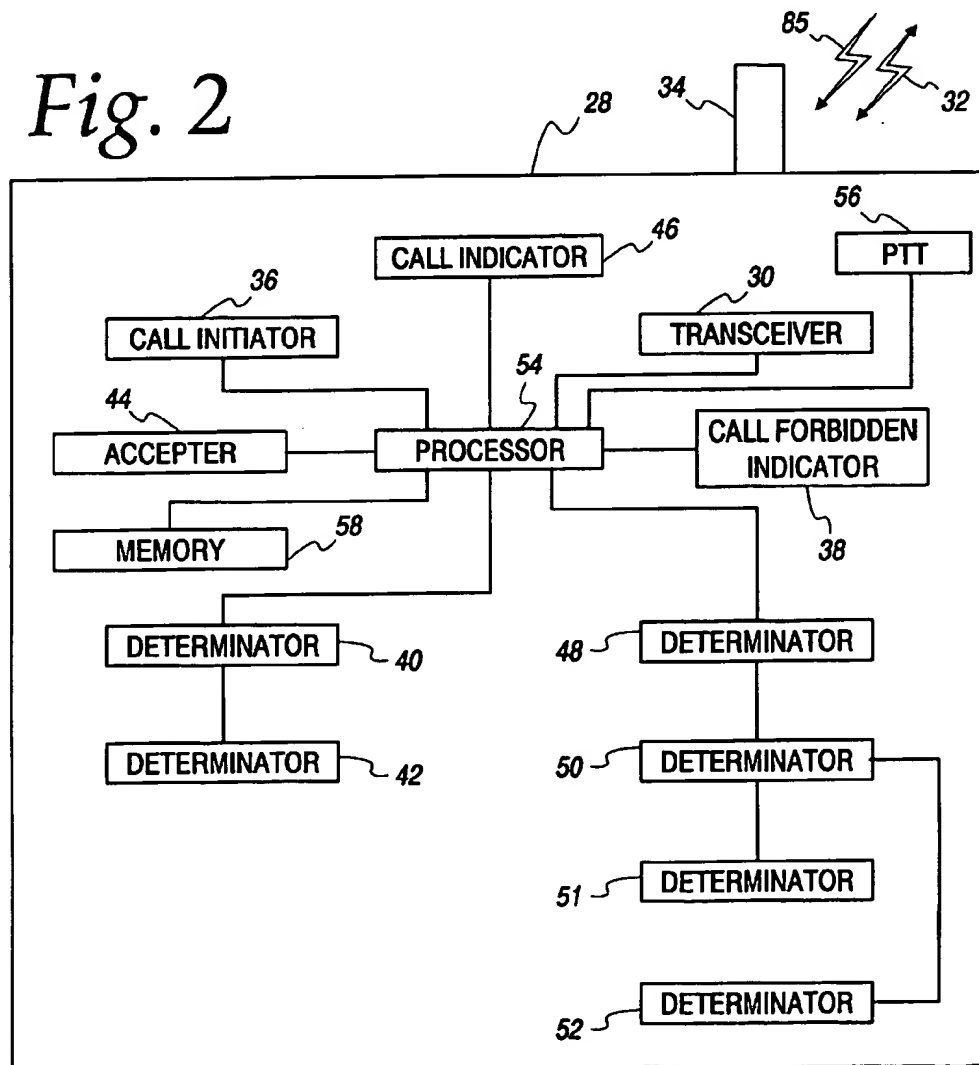 Fig. 2
85
32
34
28
56
PTT
46
CALL INDICATOR
36
CALL INITIATOR
30
TRANSCEIVER
54
PROCESSOR
44
ACCEPTER
CALL FORBIDDEN
INDICATOR
38
MEMORY
58
DETERMINATOR
40
48
DETERMINATOR
DETERMINATOR
42
50
DETERMINATOR
51
DETERMINATOR
52
DETERMINATOR